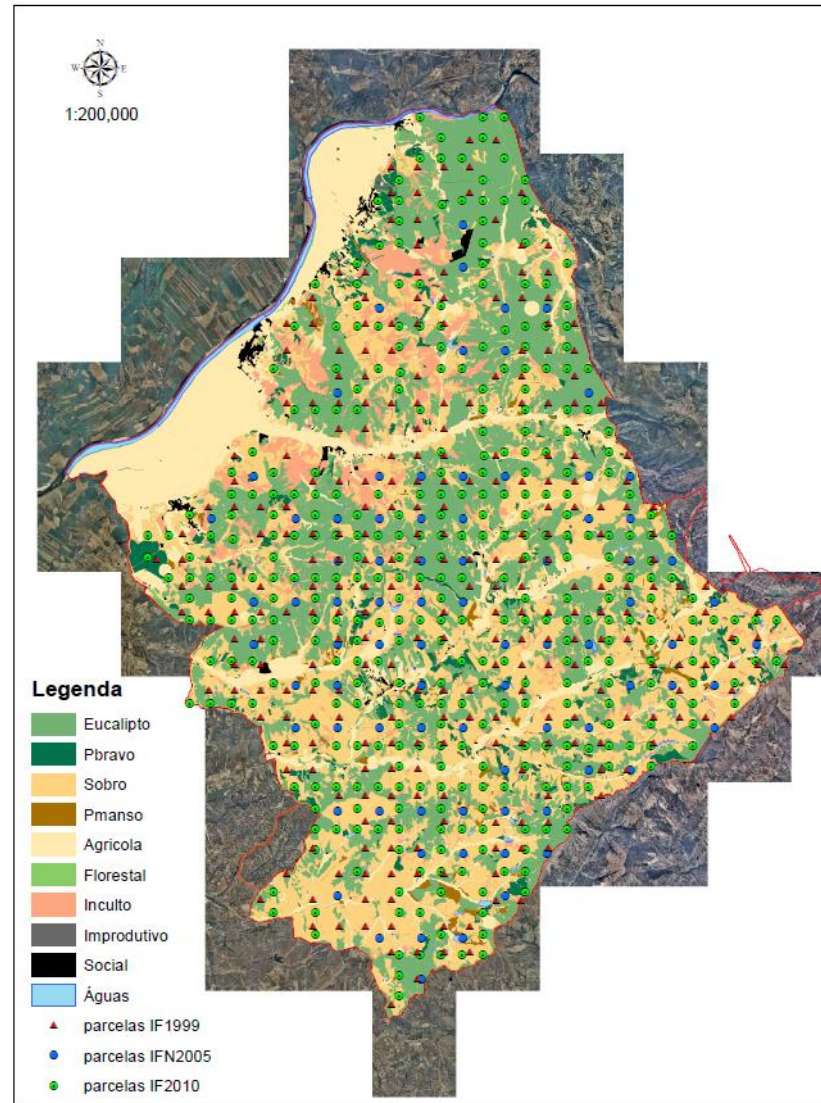 N
W E
S
1:200,000
Legenda
Eucalipto
Pbravo
Sobro
Pmanso
Agricola
Florestal
Inculto
Improdutivo
Social
Águas
parcelas IF1999
parcelas IFN2005
parcelas IF2010